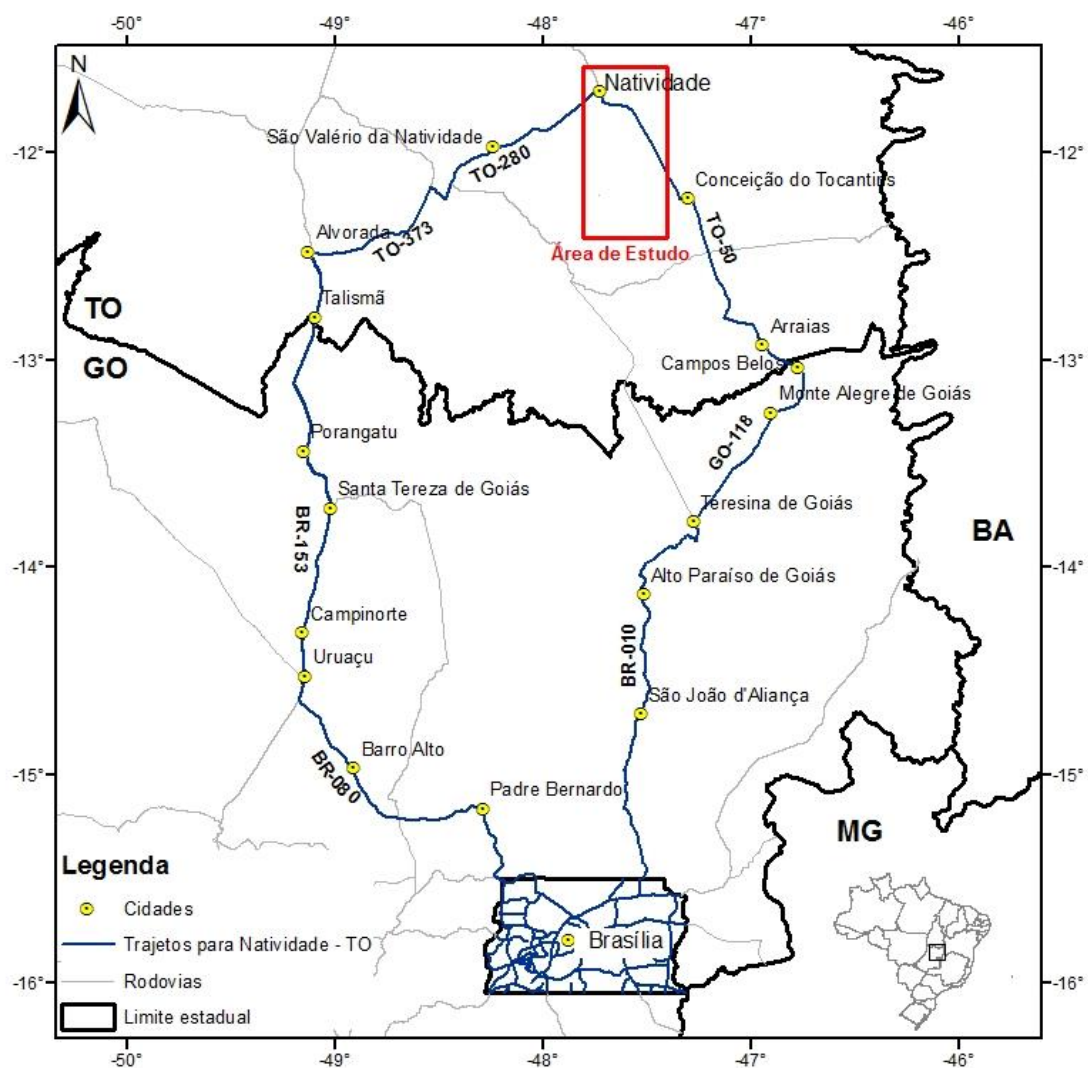 -50°
-49°
-48°
-47°
-46°
N
Natividade
São Valério da Natividade
TO-280
-12°
-12°
Conceição do Tocantins
TO-50
Alvorada
TO-373
Área de Estudo
Talismã
TO
GO
Arraias
Campos Belos
-13°
-13°
Monte Alegre de Goiás
GO-118
Porangatu
Santa Tereza de Goiás
Teresina de Goiás
BR-153
BA
-14°
-14°
Alto Paraíso de Goiás
Campinorte
BR-010
Uruaçu
São João d'Aliança
Barro Alto
BR-080
-15°
-15°
Padre Bernardo
MG
Legenda
Cidades
Trajetos para Natividade - TO
Rodovias
Limite estadual
Brasília
-16°
-16°
-50°
-49°
-48°
-47°
-46°